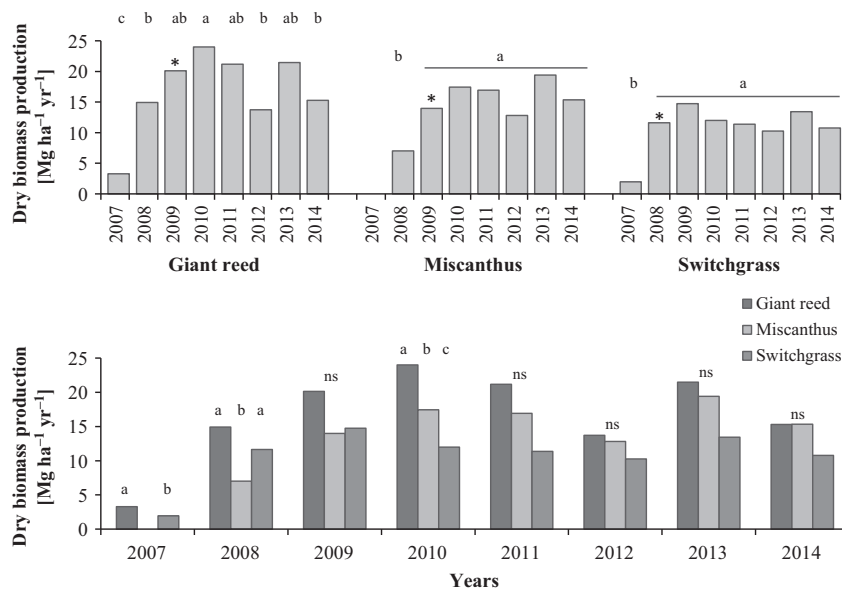 c b ab a ab b ab b
b a
b a
Dry biomass production
[Mg ha⁻¹ yr⁻¹]
25
20
15
10
5
0
*
*
*
2007 2008 2009 2010 2011 2012 2013 2014
2007 2008 2009 2010 2011 2012 2013 2014
2007 2008 2009 2010 2011 2012 2013 2014
Giant reed Miscanthus Switchgrass
Giant reed
Miscanthus
Switchgrass
Dry biomass production
[Mg ha⁻¹ yr⁻¹]
25
20
15
10
5
0
a b
a b a
ns
a b c
ns
ns
ns
ns
2007 2008 2009 2010 2011 2012 2013 2014
Years